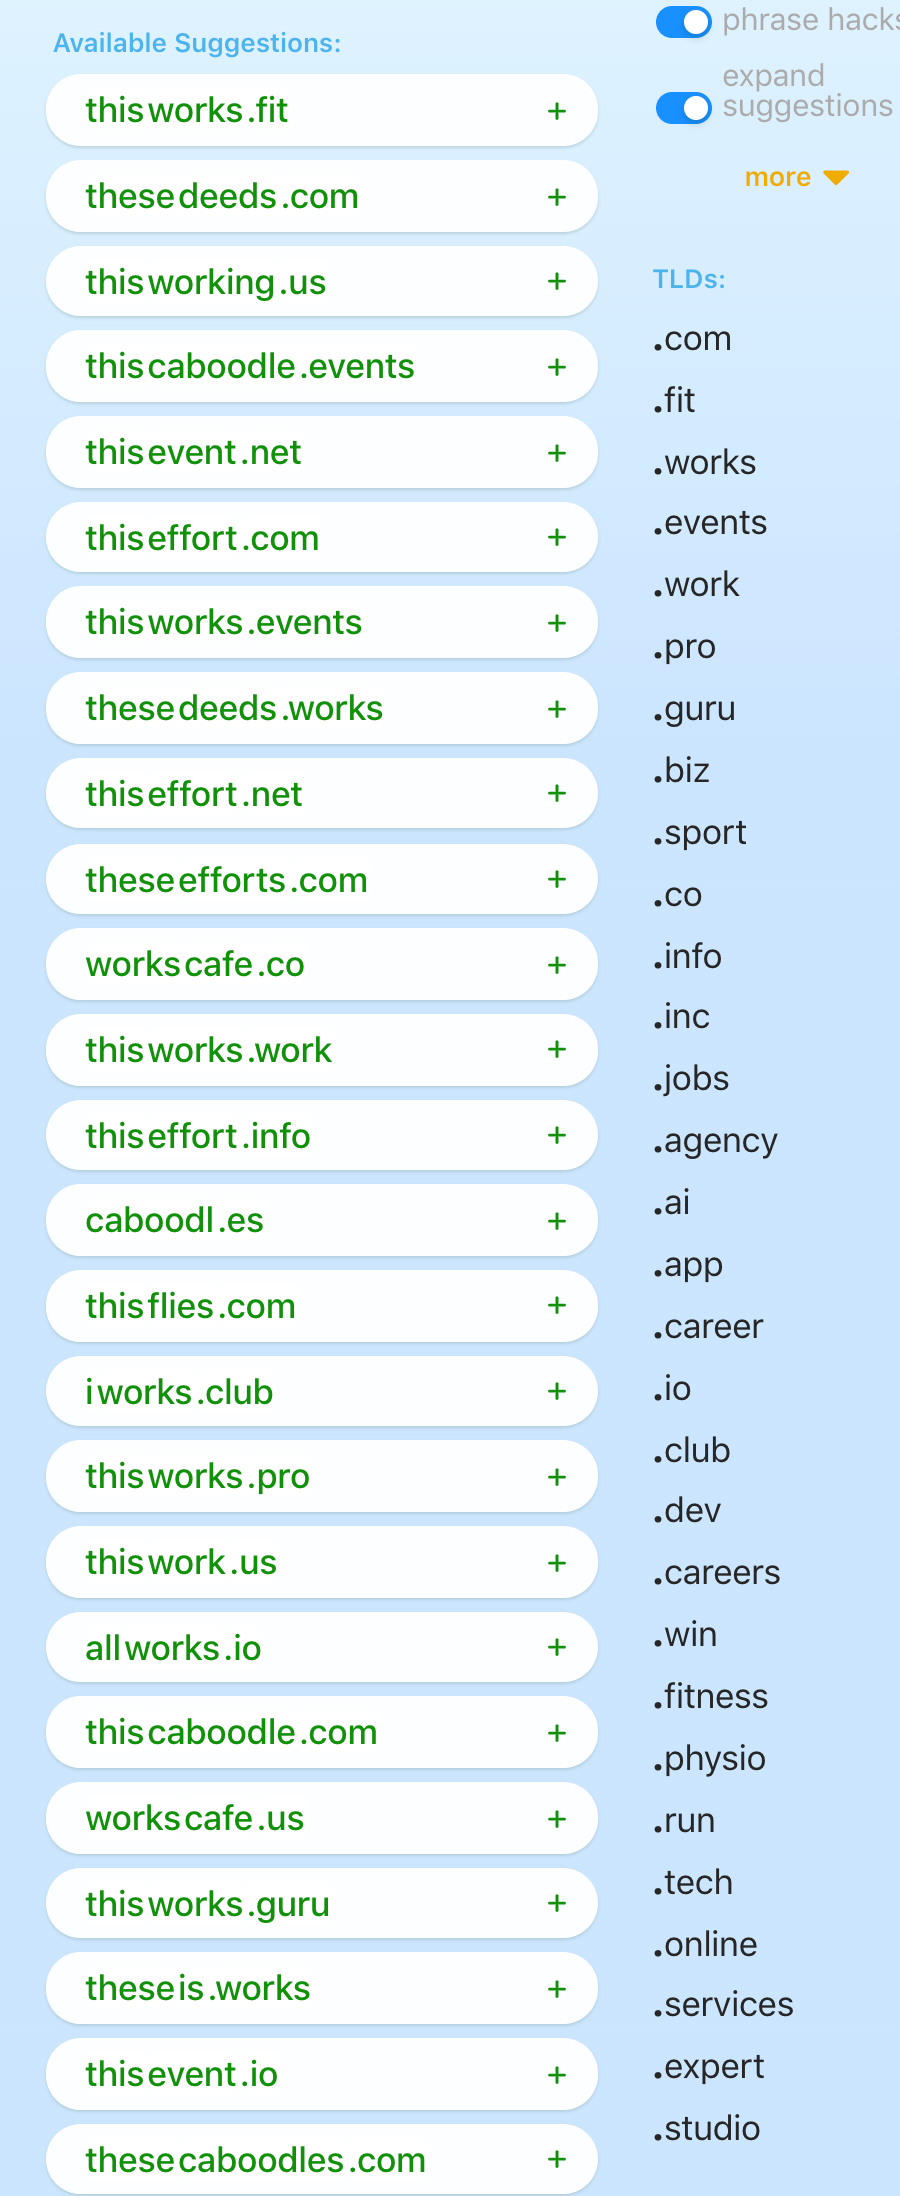 Available Suggestions:
thisworks.fit +
thesedeeds.com +
thisworking.us +
thiscaboodle.events +
thisevent.net +
thiseffort.com +
thisworks.events +
thesedeeds.works +
thiseffort.net +
theseefforts.com +
workscafe.co +
thisworks.work +
thiseffort.info +
caboodl.es +
thisflies.com +
iworks.club +
thisworks.pro +
thiswork.us +
allworks.io +
thiscaboodle.com +
workscafe.us +
thisworks.guru +
theseis.works +
thisevent.io +
thesecaboodles.com +
phrase hacks
expand
suggestions
more
TLDs:
.com
.fit
.works
.events
.work
.pro
.guru
.biz
.sport
.co
.info
.inc
.jobs
.agency
.ai
.app
.career
.io
.club
.dev
.careers
.win
.fitness
.physio
.run
.tech
.online
.services
.expert
.studio